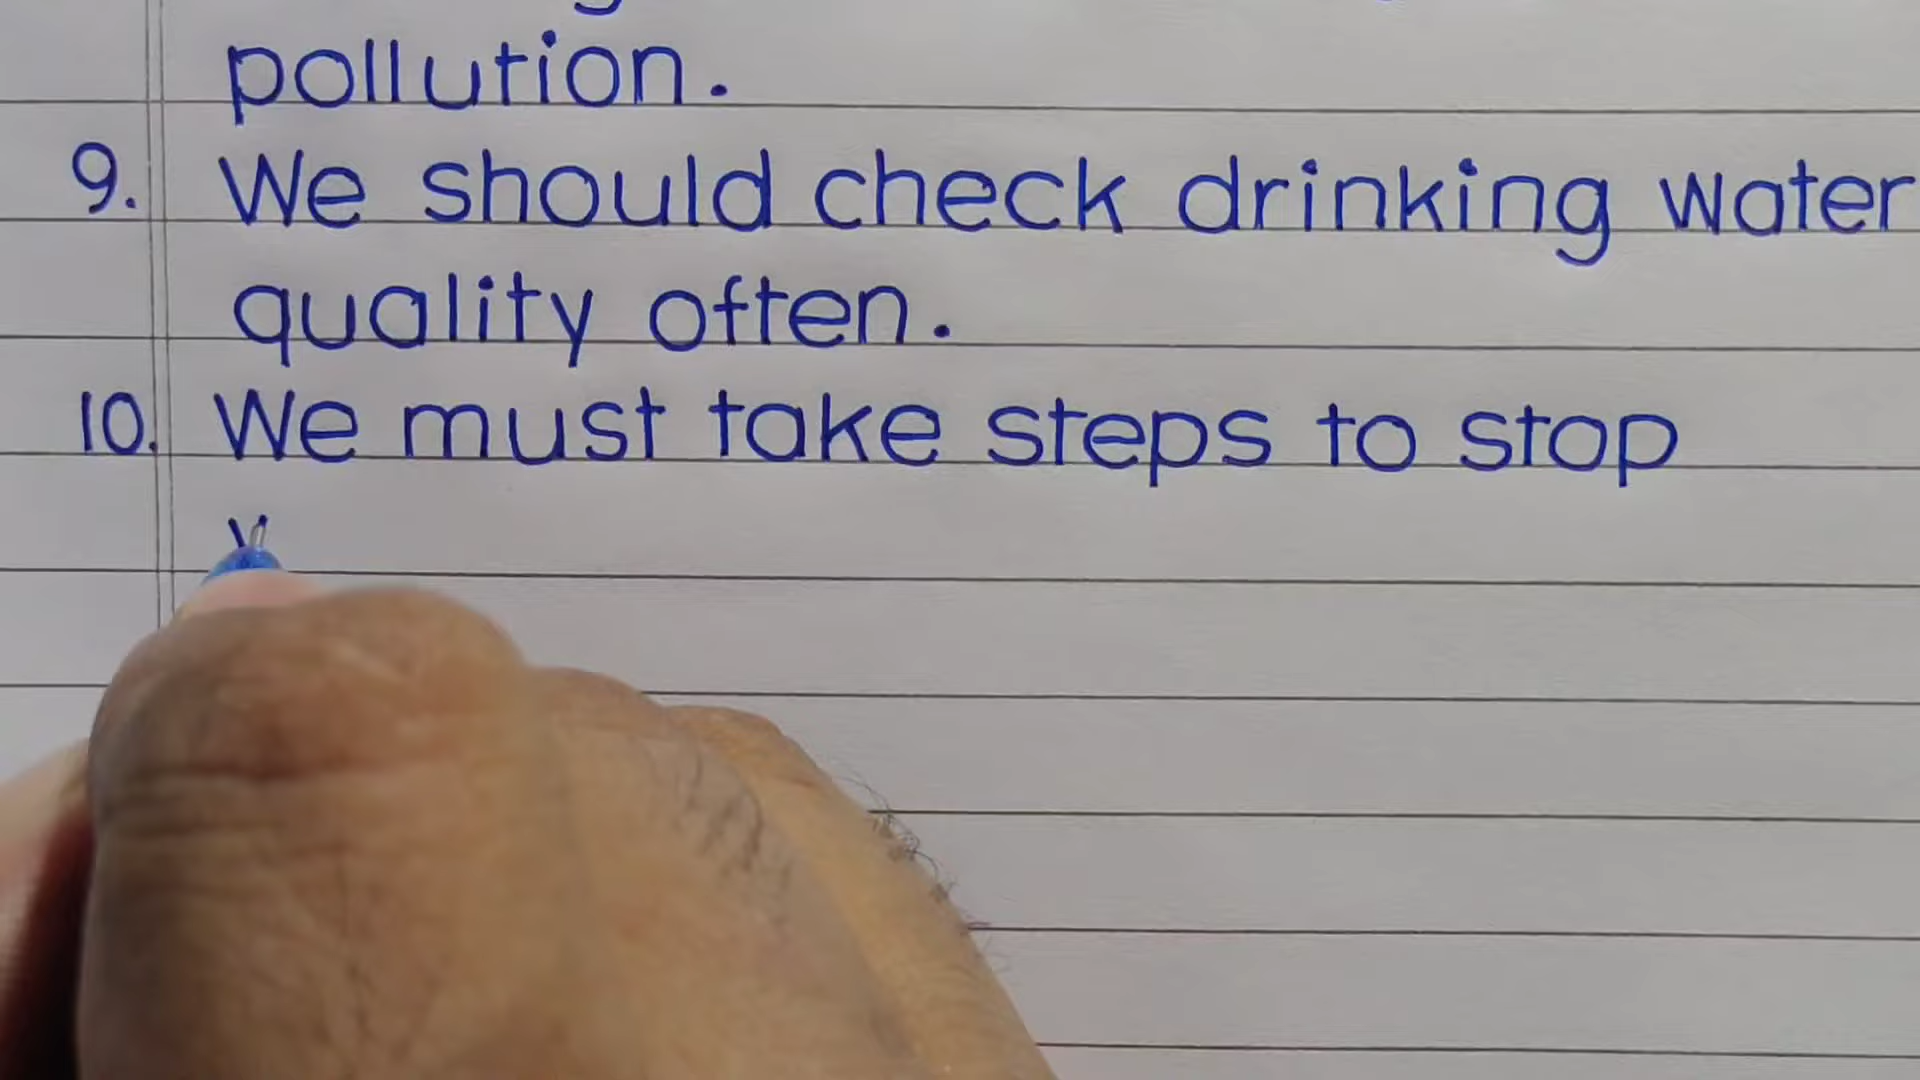 pollution.
9. We should check drinking water
quality often.
10. We must take steps to stop